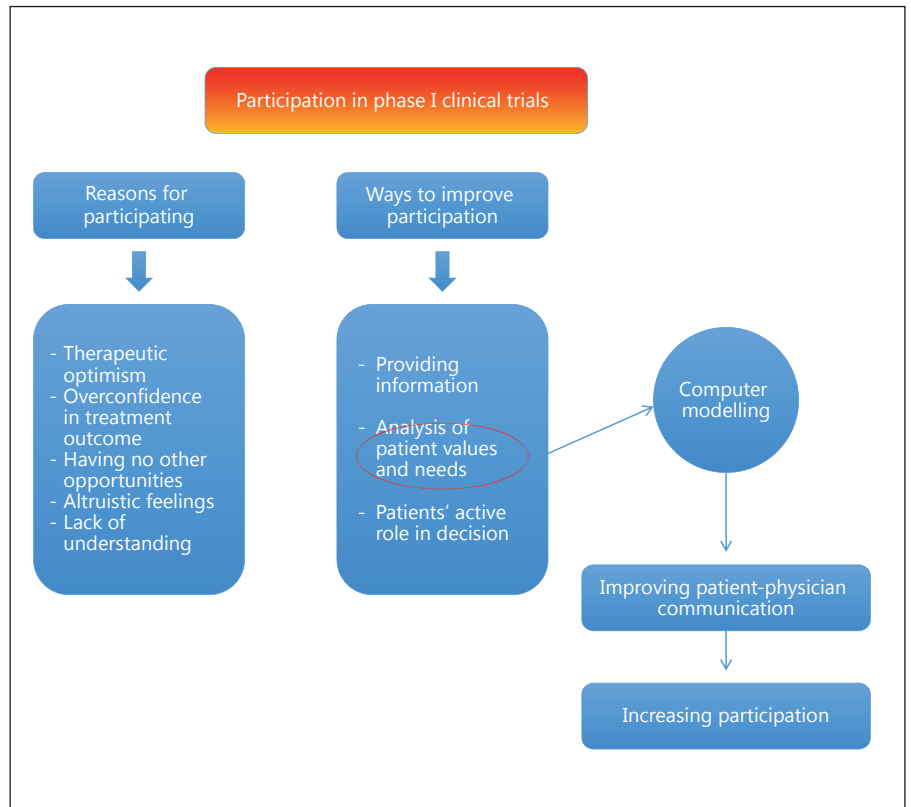 Participation in phase I clinical trials
Reasons for
participating
Ways to improve
participation
- Therapeutic
optimism
- Overconfidence
in treatment
outcome
- Having no other
opportunities
- Altruistic feelings
- Lack of
understanding
- Providing
information
- Analysis of
patient values
and needs
- Patients’ active
role in decision
Computer
modelling
Improving patient-physician
communication
Increasing participation